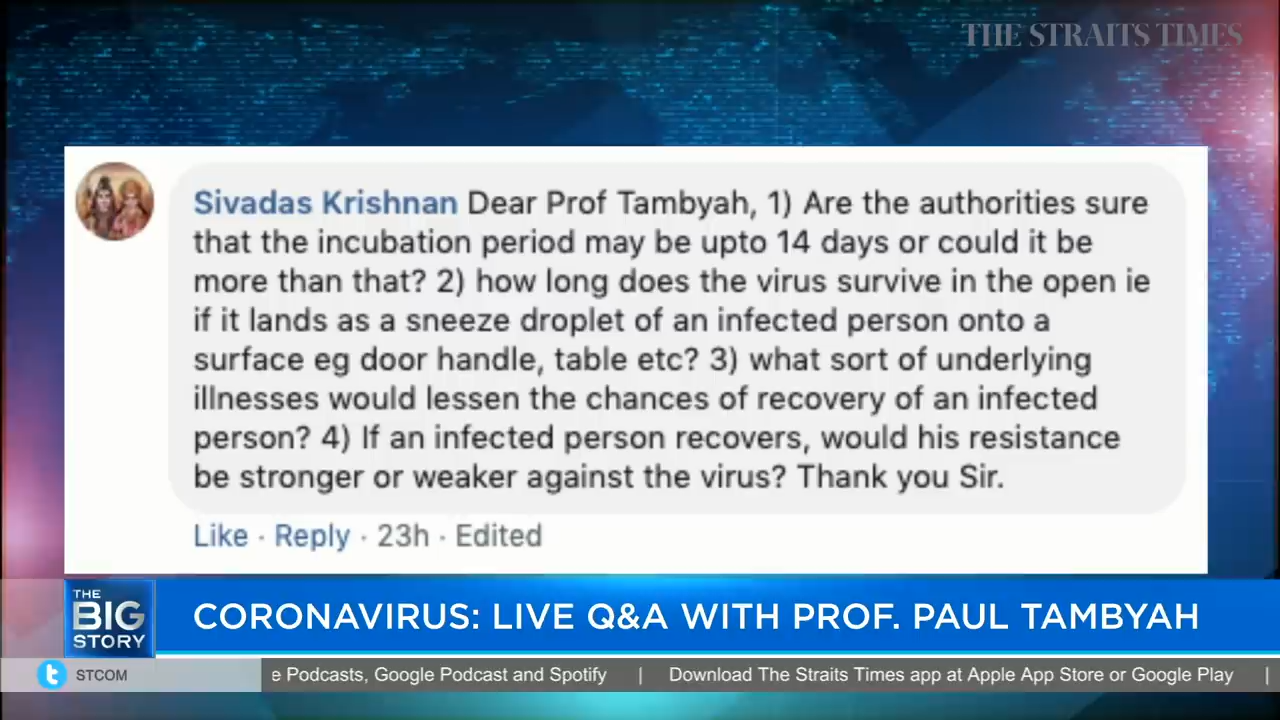 THE STRAITS TIMES
Sivadas Krishnan Dear Prof Tambyah, 1) Are the authorities sure
that the incubation period may be upto 14 days or could it be
more than that? 2) how long does the virus survive in the open ie
if it lands as a sneeze droplet of an infected person onto a
surface eg door handle, table etc? 3) what sort of underlying
illnesses would lessen the chances of recovery of an infected
person? 4) If an infected person recovers, would his resistance
be stronger or weaker against the virus? Thank you Sir.
Like · Reply · 23h · Edited
THE
BIG
STORY
CORONAVIRUS: LIVE Q&A WITH PROF. PAUL TAMBYAH
STCOM
e Podcasts, Google Podcast and Spotify | Download The Straits Times app at Apple App Store or Google Play |